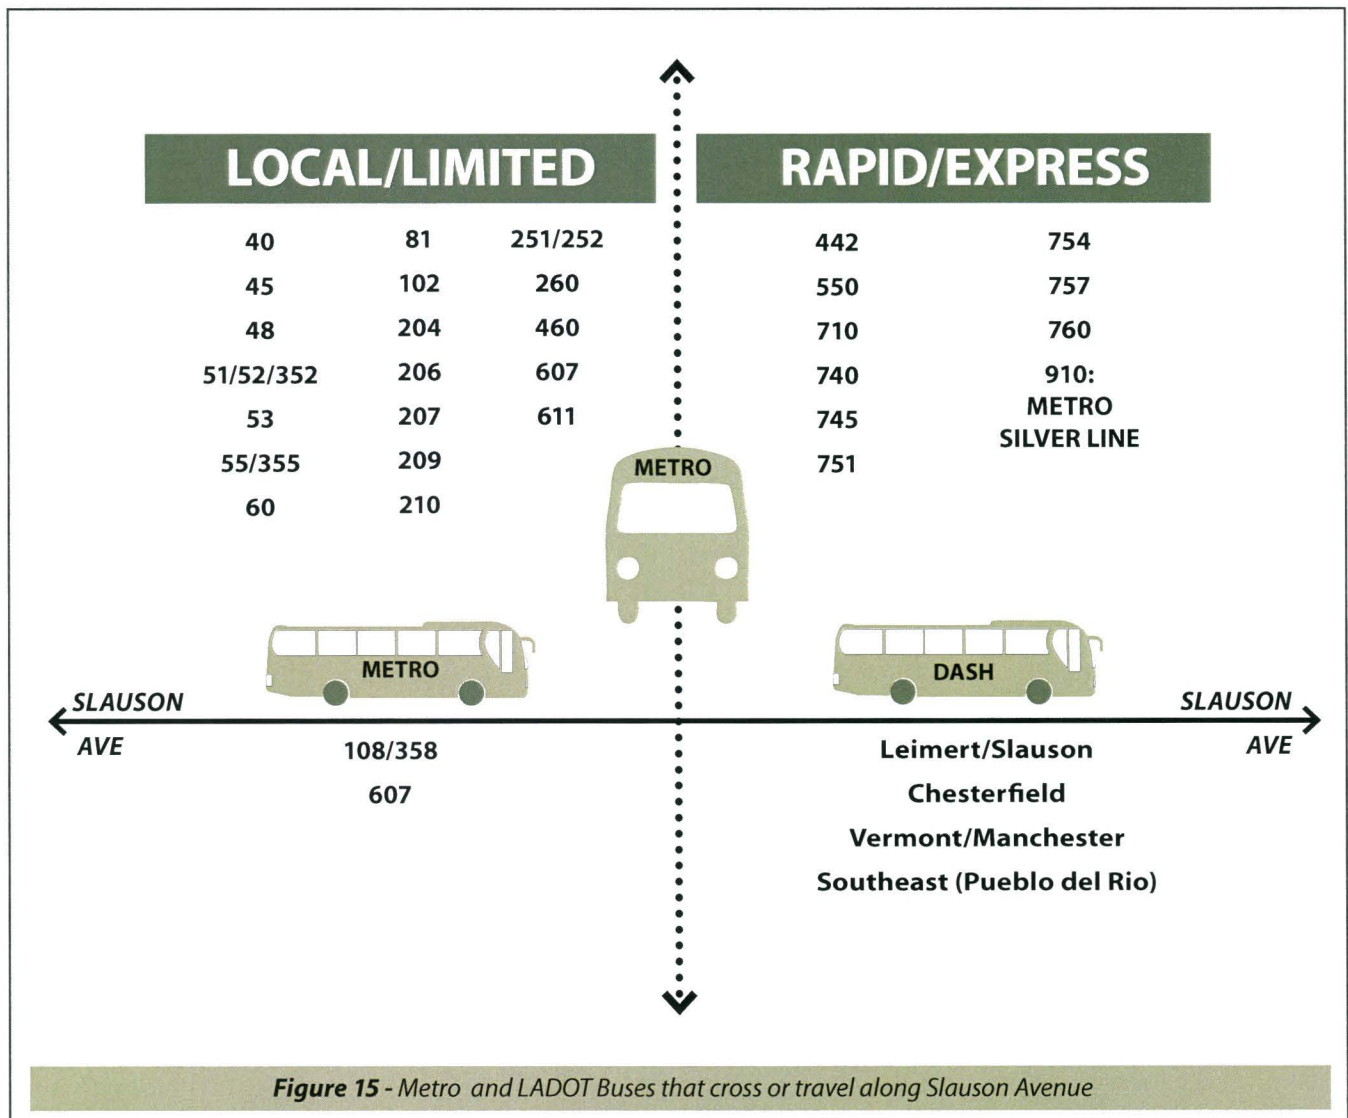 LOCAL/LIMITED
40
45
48
51/52/352
53
55/355
60
81
102
204
206
207
209
210
251/252
260
460
607
611
RAPID/EXPRESS
442
550
710
740
745
751
754
757
760
910:
METRO
SILVER LINE
METRO
METRO
DASH
SLAUSON
AVE
SLAUSON
AVE
108/358
607
Leimert/Slauson
Chesterfield
Vermont/Manchester
Southeast (Pueblo del Rio)
Figure 15 - Metro and LADOT Buses that cross or travel along Slauson Avenue